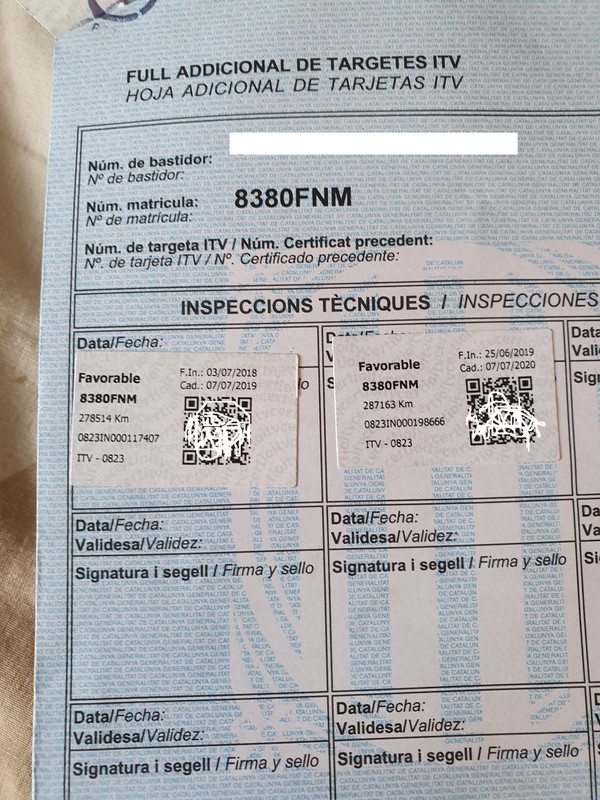 FULL ADDICIONAL DE TARGETES ITV
HOJA ADICIONAL DE TARJETAS ITV
Núm. de bastidor:
Nº de bastidor:
Núm. matricula: 8380FNM
Nº de matrícula:
Núm. de targeta ITV / Núm. Certificat precedent:
Nº. de tarjeta ITV / Nº. Certificado precedente:
INSPECCIONS TÈCNIQUES / INSPECCIONES
Data/Fecha:
Favorable
F.In.: 03/07/2018
Cad.: 07/07/2019
8380FNM
278514 Km
0823IN000117407
ITV - 0823
Favorable
F.In.: 25/06/2019
Cad.: 07/07/2020
8380FNM
287163 Km
0823IN000198666
ITV - 0823
Data/Fecha:
Validesa/Validez:
Signatura i segell / Firma y sello
Data/Fecha:
Validesa/Validez:
Signatura i segell / Firma y sello
Data/Fecha:
Validesa/Validez:
Signatura i segell / Firma y sello
Data/Fecha:
Validesa/Validez:
Signatura i segell / Firma y sello